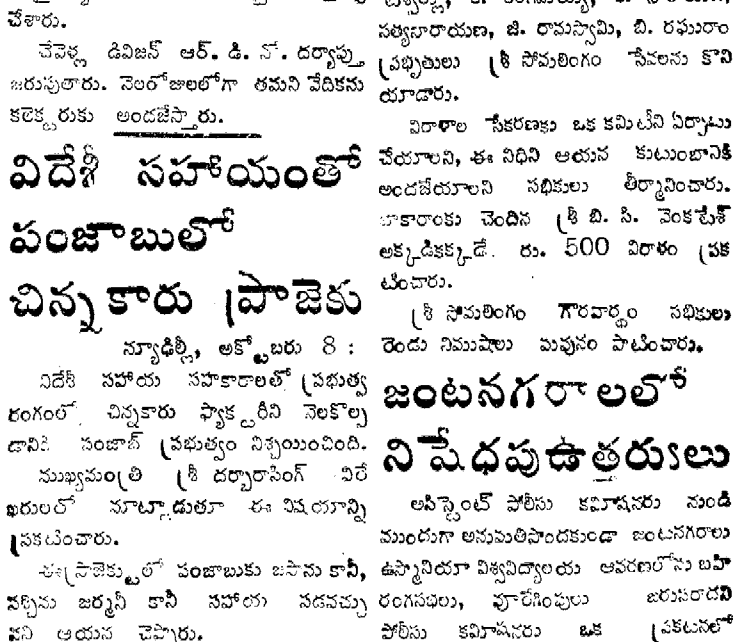 చేశారు.
చేవెళ్ల డివిజన్ ఆర్. డి. వో. దర్యాప్తు
జరుపుతారు. నెలరోజులలోగా తమని వేదికను
కలెక్టరుకు అందజేస్తారు.
విదేశీ సహాయంతో
పంజాబులో
చిన్నకారు ప్రాజెకు
న్యూఢిల్లీ, అక్టోబరు 8 :
విదేశీ సహాయ సహకారాలతో ప్రభుత్వ
రంగంలో చిన్నకారు ఫ్యాక్టరీని నెలకొల్ప
డానికి పంజాబ్ ప్రభుత్వం నిశ్చయించింది.
ముఖ్యమంత్రి శ్రీ దర్బారాసింగ్ విలే
ఖరులతో మాట్లాడుతూ ఈ విషయాన్ని
ప్రకటించారు.
ఈ ప్రాజెక్టులో పంజాబుకు జపాను కానీ,
పశ్చిమ జర్మనీ కానీ సహాయ పడవచ్చు
నని ఆయన చెప్పారు.
సత్యనారాయణ, జి. రామస్వామి, బి. రఘురాం
ప్రభృతులు శ్రీ సోమలింగం సేవలను కొని
యాడారు.
విరాళాల సేకరణకు ఒక కమిటీని ఏర్పాటు
చేయాలని, ఈ నిధిని ఆయన కుటుంబానికి
అందజేయాలని సభికులు తీర్మానించారు.
బాకారాంకు చెందిన శ్రీ బి. సి. వెంకటేశ్
అక్కడికక్కడే రు. 500 విరాళం ప్రక
టించారు.
శ్రీ సోమలింగం గౌరవార్థం సభికులు
రెండు నిముషాలు మవునం పాటించారు.
జంటనగరాలలో
నిషేధపుఉత్తర్వులు
అసిస్టెంట్ పోలీసు కమిషనరు నుండి
ముందుగా అనుమతిపొందకుండా జంటనగరాలు
ఉస్మానియా విశ్వవిద్యాలయ ఆవరణలోను బహి
రంగసభలు, వూరేగింపులు జరుపరాదని
పోలీసు కమిషనరు ఒక ప్రకటనలో